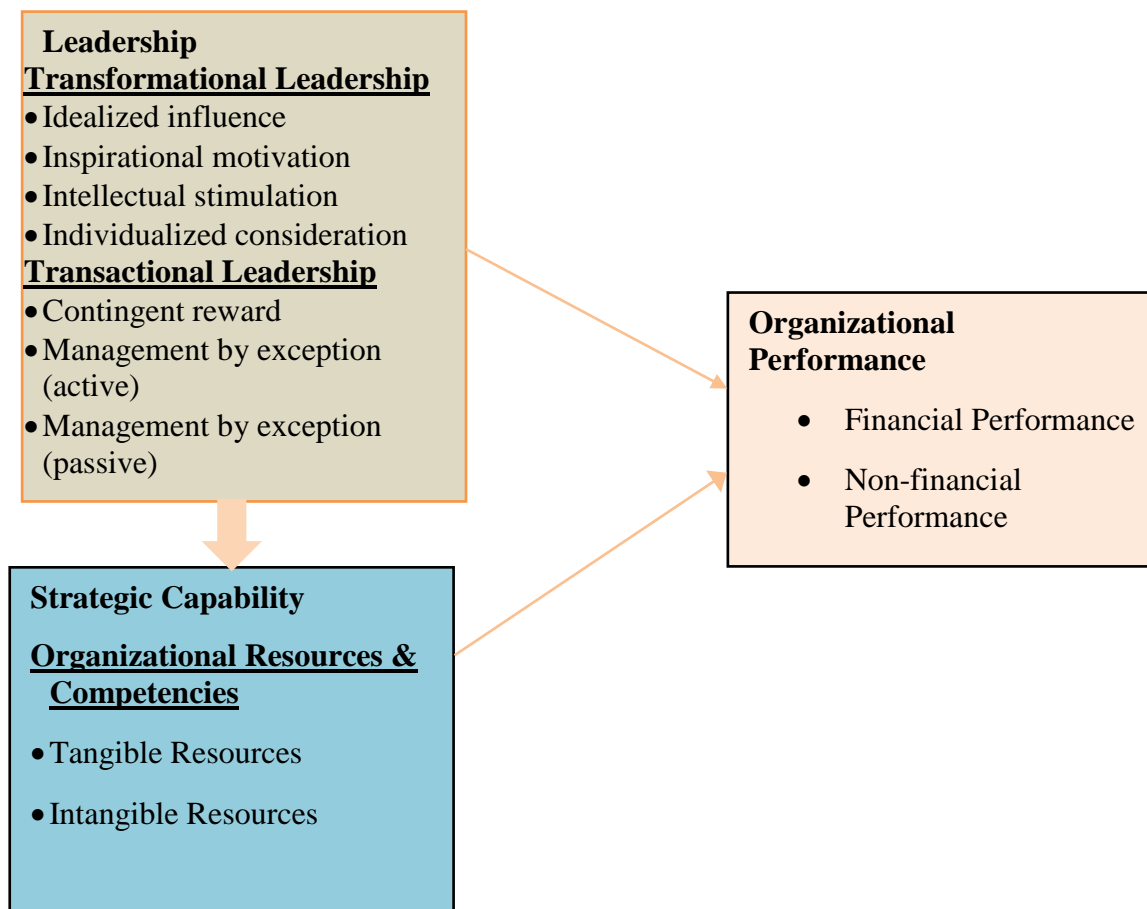 Leadership
Transformational Leadership
• Idealized influence
• Inspirational motivation
• Intellectual stimulation
• Individualized consideration
Transactional Leadership
• Contingent reward
• Management by exception
(active)
• Management by exception
(passive)
Organizational
Performance
• Financial Performance
• Non-financial
Performance
Strategic Capability
Organizational Resources &
Competencies
• Tangible Resources
• Intangible Resources